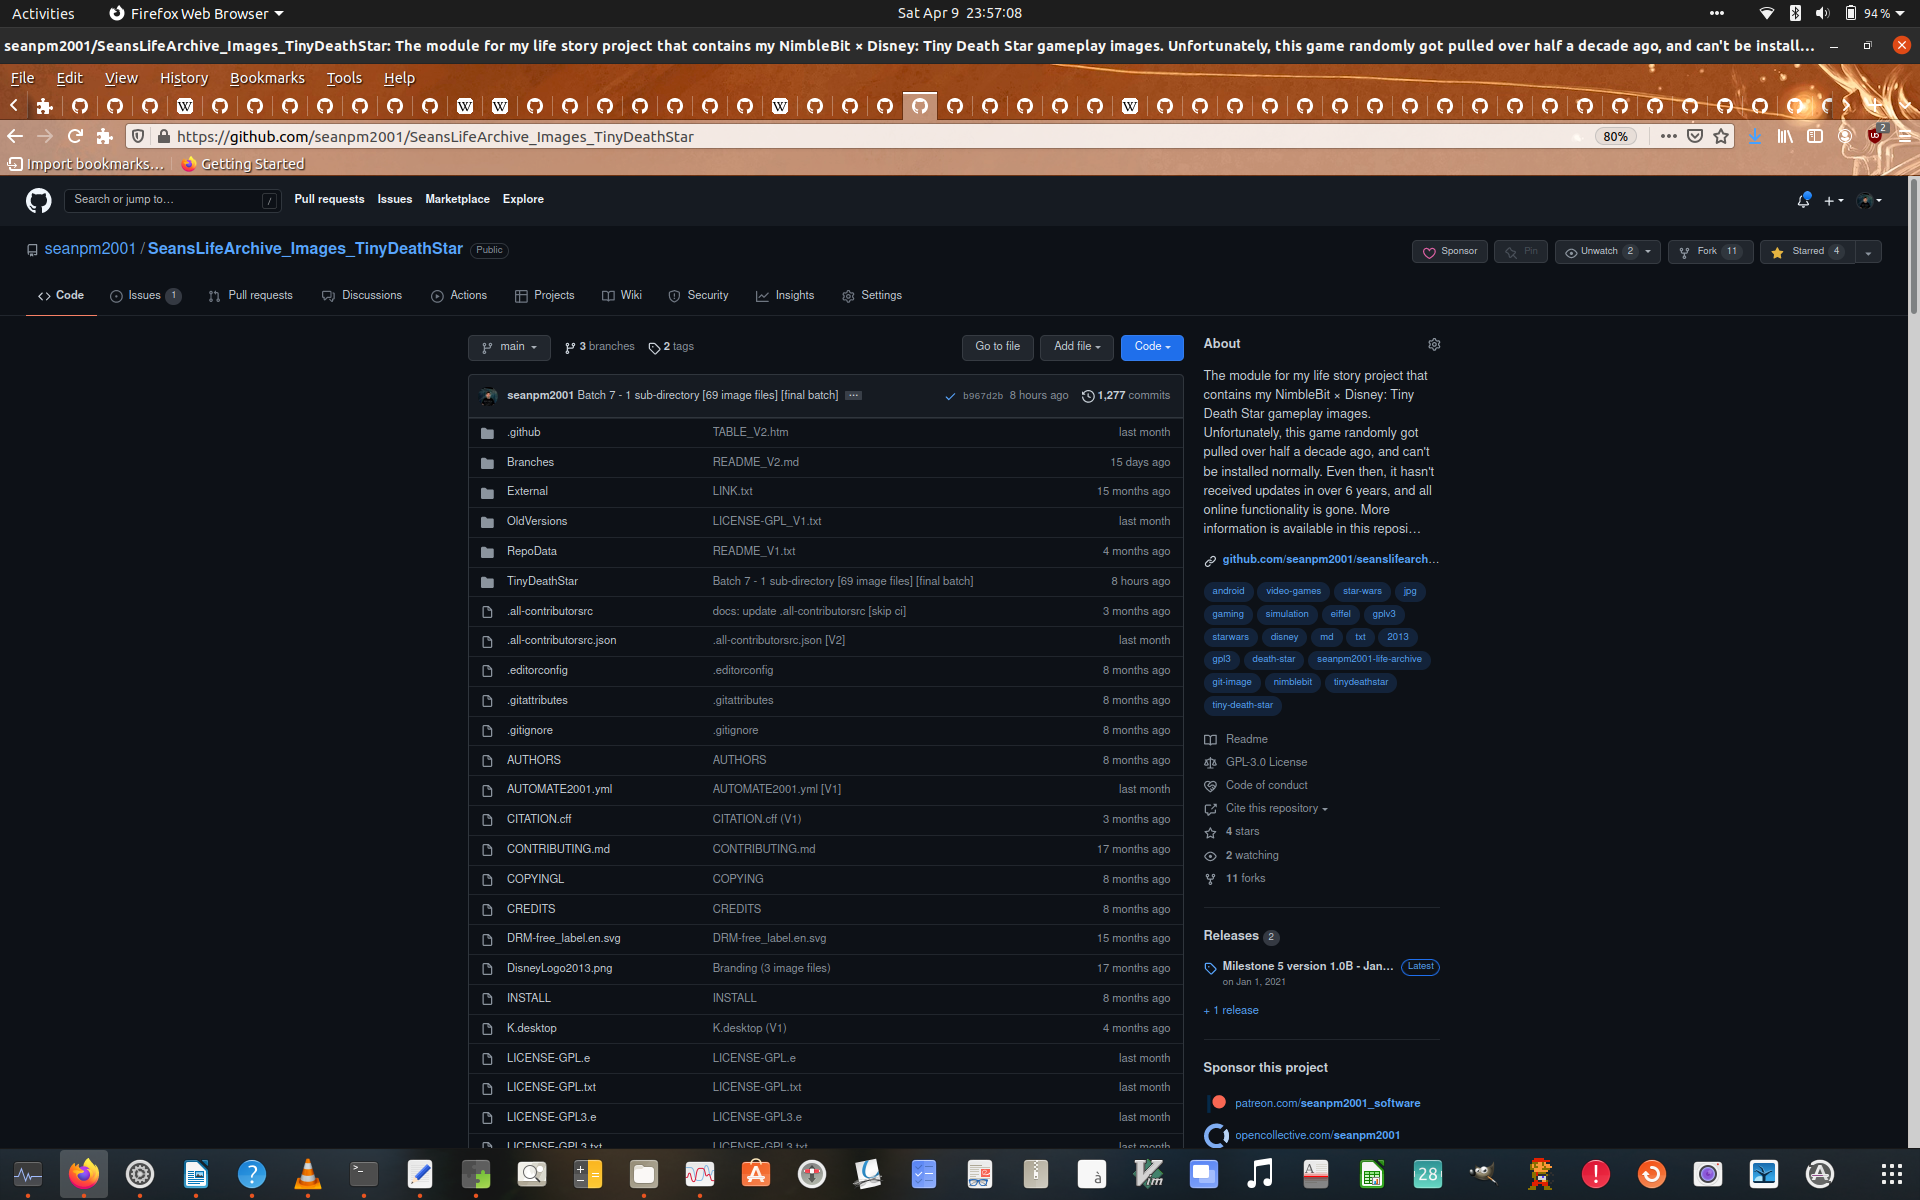 Activities
Firefox Web Browser
Sat Apr 9 23:57:08
94 %
seanpm2001/SeansLifeArchive_Images_TinyDeathStar: The module for my life story project that contains my NimbleBit × Disney: Tiny Death Star gameplay images. Unfortunately, this game randomly got pulled over half a decade ago, and can't be install...
File Edit View History Bookmarks Tools Help
https://github.com/seanpm2001/SeansLifeArchive_Images_TinyDeathStar
80%
2
Import bookmarks...
Getting Started
Search or jump to...
/
Pull requests Issues Marketplace Explore
seanpm2001 / SeansLifeArchive_Images_TinyDeathStar
Public
Sponsor
Pin
Unwatch 2
Fork 11
Starred 4
Code
Issues 1
Pull requests
Discussions
Actions
Projects
Wiki
Security
Insights
Settings
main
3 branches
2 tags
Go to file
Add file
Code
seanpm2001 Batch 7 - 1 sub-directory [69 image files] [final batch] ...
b967d2b 8 hours ago
1,277 commits
.github TABLE_V2.htm last month
Branches README_V2.md 15 days ago
External LINK.txt 15 months ago
OldVersions LICENSE-GPL_V1.txt last month
RepoData README_V1.txt 4 months ago
TinyDeathStar Batch 7 - 1 sub-directory [69 image files] [final batch] 8 hours ago
.all-contributorsrc docs: update .all-contributorsrc [skip ci] 3 months ago
.all-contributorsrc.json .all-contributorsrc.json [V2] last month
.editorconfig .editorconfig 8 months ago
.gitattributes .gitattributes 8 months ago
.gitignore .gitignore 8 months ago
AUTHORS AUTHORS 8 months ago
AUTOMATE2001.yml AUTOMATE2001.yml [V1] last month
CITATION.cff CITATION.cff (V1) 3 months ago
CONTRIBUTING.md CONTRIBUTING.md 17 months ago
COPYINGL COPYING 8 months ago
CREDITS CREDITS 8 months ago
DRM-free_label.en.svg DRM-free_label.en.svg 15 months ago
DisneyLogo2013.png Branding (3 image files) 17 months ago
INSTALL INSTALL 8 months ago
K.desktop K.desktop (V1) 4 months ago
LICENSE-GPL.e LICENSE-GPL.e last month
LICENSE-GPL.txt LICENSE-GPL.txt last month
LICENSE-GPL3.e LICENSE-GPL3.e last month
LICENSE-GPL3.txt LICENSE-GPL3.txt last month
About
The module for my life story project that
contains my NimbleBit × Disney: Tiny
Death Star gameplay images.
Unfortunately, this game randomly got
pulled over half a decade ago, and can't
be installed normally. Even then, it hasn't
received updates in over 6 years, and all
online functionality is gone. More
information is available in this reposi...
github.com/seanpm2001/seanslifearch...
android video-games star-wars jpg
gaming simulation eiffel gplv3
starwars disney md txt 2013
gpl3 death-star seanpm2001-life-archive
git-image nimblebit tinydeathstar
tiny-death-star
Readme
GPL-3.0 License
Code of conduct
Cite this repository
4 stars
2 watching
11 forks
Releases 2
Milestone 5 version 1.0B - Jan... Latest
on Jan 1, 2021
+ 1 release
Sponsor this project
patreon.com/seanpm2001_software
opencollective.com/seanpm2001
28